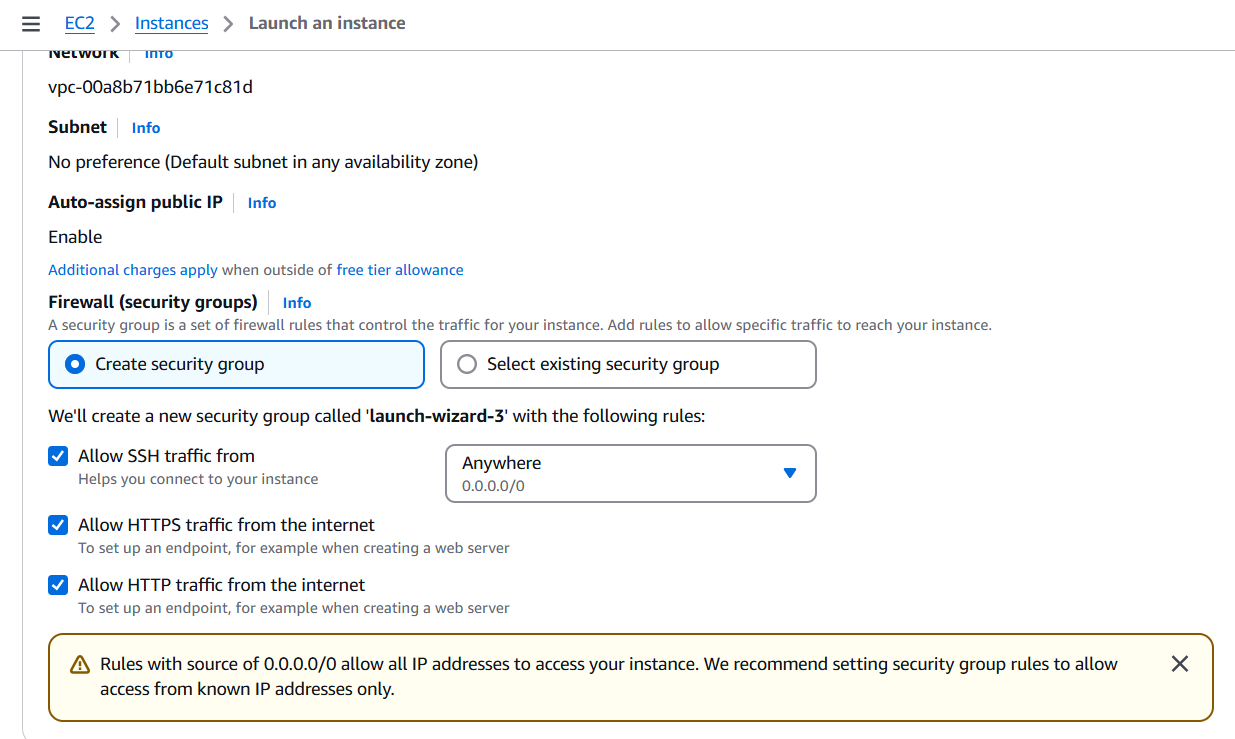 EC2 > Instances > Launch an instance
Network Info
vpc-00a8b71bb6e71c81d
Subnet Info
No preference (Default subnet in any availability zone)
Auto-assign public IP Info
Enable
Additional charges apply when outside of free tier allowance
Firewall (security groups) Info
A security group is a set of firewall rules that control the traffic for your instance. Add rules to allow specific traffic to reach your instance.
Create security group Select existing security group
We'll create a new security group called 'launch-wizard-3' with the following rules:
Allow SSH traffic from Anywhere
Helps you connect to your instance 0.0.0.0/0
Allow HTTPS traffic from the internet
To set up an endpoint, for example when creating a web server
Allow HTTP traffic from the internet
To set up an endpoint, for example when creating a web server
Rules with source of 0.0.0.0/0 allow all IP addresses to access your instance. We recommend setting security group rules to allow
access from known IP addresses only.